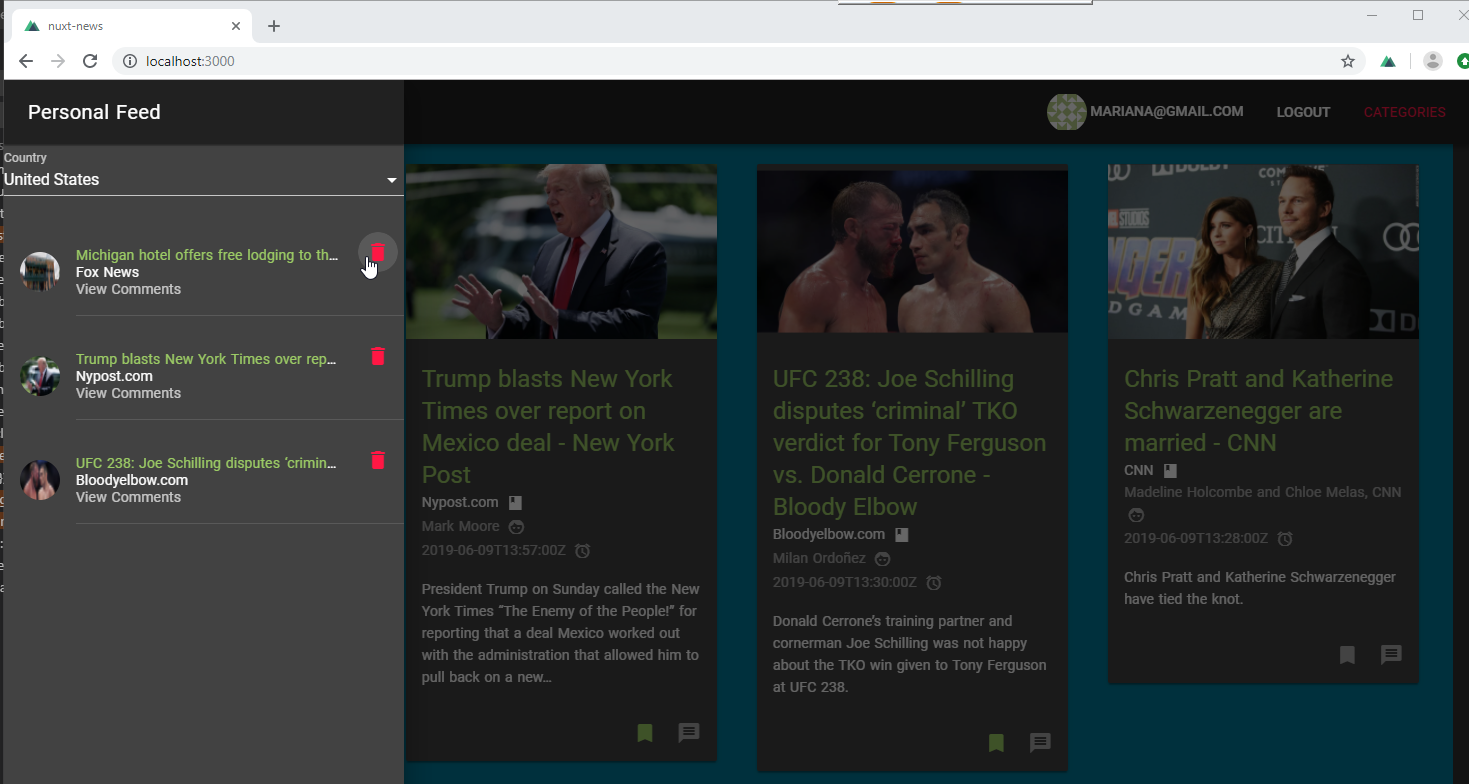 nuxt-news
localhost:3000
Personal Feed
MARIANA@GMAIL.COM
LOGOUT
CATEGORIES
Country
United States
Michigan hotel offers free lodging to th...
Fox News
View Comments
Trump blasts New York Times over rep...
Nypost.com
View Comments
UFC 238: Joe Schilling disputes ‘crimin...
Bloodyelbow.com
View Comments
Trump blasts New York
Times over report on
Mexico deal - New York
Post
Nypost.com
Mark Moore
2019-06-09T13:57:00Z
President Trump on Sunday called the New
York Times “The Enemy of the People!” for
reporting that a deal Mexico worked out
with the administration that allowed him to
pull back on a new…
UFC 238: Joe Schilling
disputes ‘criminal’ TKO
verdict for Tony Ferguson
vs. Donald Cerrone -
Bloody Elbow
Bloodyelbow.com
Milan Ordoñez
2019-06-09T13:30:00Z
Donald Cerrone’s training partner and
cornerman Joe Schilling was not happy
about the TKO win given to Tony Ferguson
at UFC 238.
STUDIOS
CITI
DGAM
Chris Pratt and Katherine
Schwarzenegger are
married - CNN
CNN
Madeline Holcombe and Chloe Melas, CNN
2019-06-09T13:28:00Z
Chris Pratt and Katherine Schwarzenegger
have tied the knot.